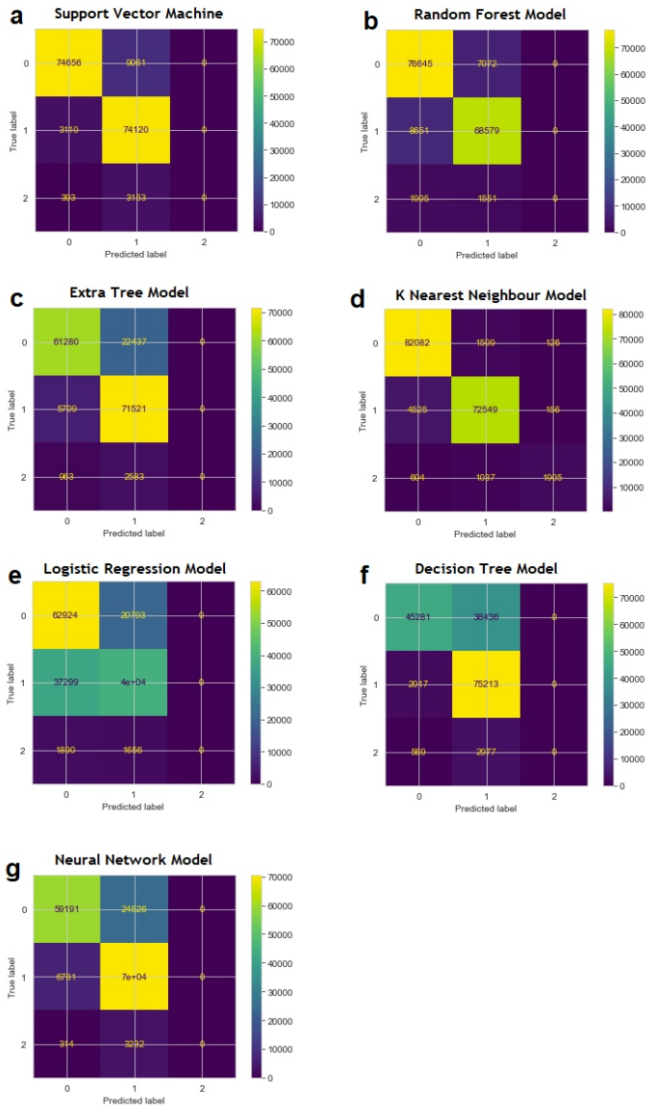 a
Support Vector Machine
True label
0
1
2
74656 9061 0
3110 74120 0
393 3153 0
0 1 2
Predicted label
70000
60000
50000
40000
30000
20000
10000
0
b
Random Forest Model
True label
0
1
2
76645 7072 0
8651 68579 0
1995 1551 0
0 1 2
Predicted label
70000
60000
50000
40000
30000
20000
10000
0
c
Extra Tree Model
True label
0
1
2
61280 22437 0
5709 71521 0
963 2583 0
0 1 2
Predicted label
70000
60000
50000
40000
30000
20000
10000
0
d
K Nearest Neighbour Model
True label
0
1
2
82082 1509 126
4525 72549 156
604 1037 1905
0 1 2
Predicted label
80000
70000
60000
50000
40000
30000
20000
10000
e
Logistic Regression Model
True label
0
1
2
62924 20793 0
37299 4e+04 0
1890 1656 0
0 1 2
Predicted label
60000
50000
40000
30000
20000
10000
0
f
Decision Tree Model
True label
0
1
2
45281 38436 0
2017 75213 0
569 2977 0
0 1 2
Predicted label
70000
60000
50000
40000
30000
20000
10000
0
g
Neural Network Model
True label
0
1
2
59191 24526 0
7e+04 0
314 3232 0
0 1 2
Predicted label
70000
60000
50000
40000
30000
20000
10000
0